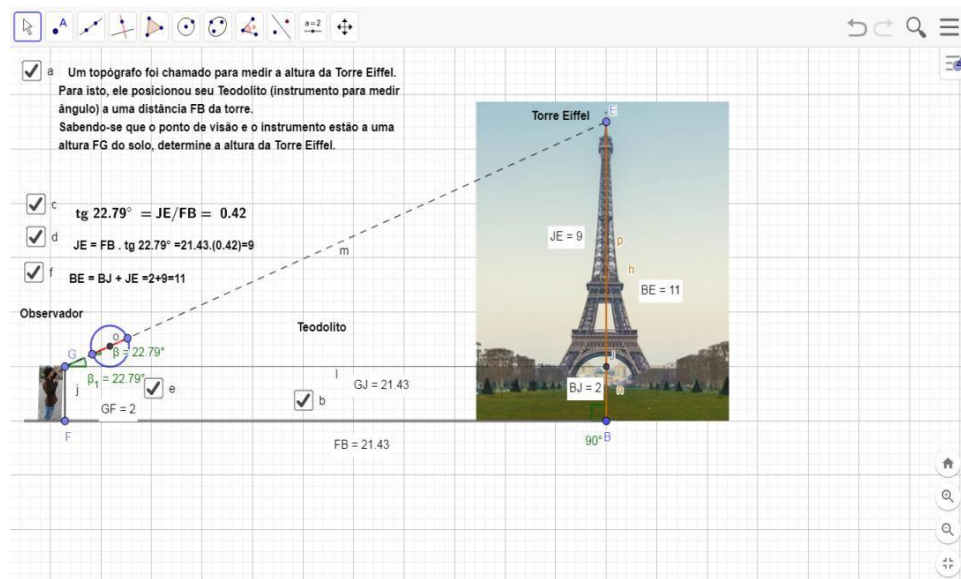 A
a=2
a Um topógrafo foi chamado para medir a altura da Torre Eiffel.
Para isto, ele posicionou seu Teodolito (instrumento para medir
ângulo) a uma distância FB da torre.
Sabendo-se que o ponto de visão e o instrumento estão a uma
altura FG do solo, determine a altura da Torre Eiffel.
Torre Eiffel
E
c tg 22.79° = JE/FB = 0.42
d JE = FB . tg 22.79° =21.43.(0.42)=9
f BE = BJ + JE =2+9=11
m
JE = 9
p
h
BE = 11
Observador
Teodolito
G
o
β = 22.79°
β₁ = 22.79°
e
j
GF = 2
l
GJ = 21.43
b
J
BJ = 2
n
F
FB = 21.43
90°
B